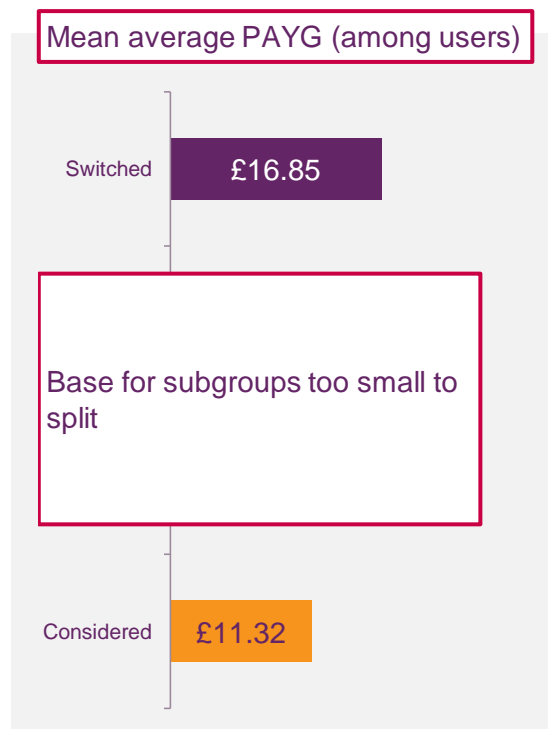 Mean average PAYG (among users)
Switched
£16.85
Base for subgroups too small to
split
Considered
£11.32